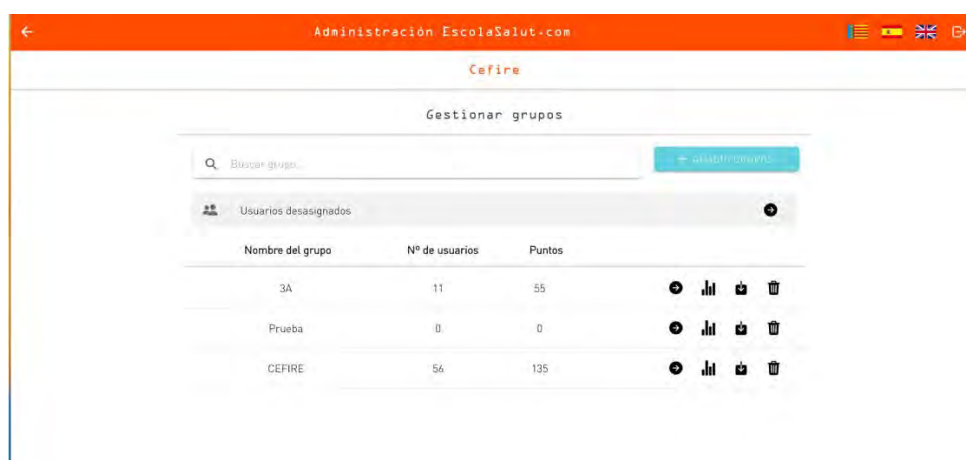 Administración EscolaSalut.com
Cefire
Gestionar grupos
Buscar grupo...
Usuarios desasignados
Nombre del grupo Nº de usuarios Puntos
3A 11 55
Prueba 0 0
CEFIRE 56 135